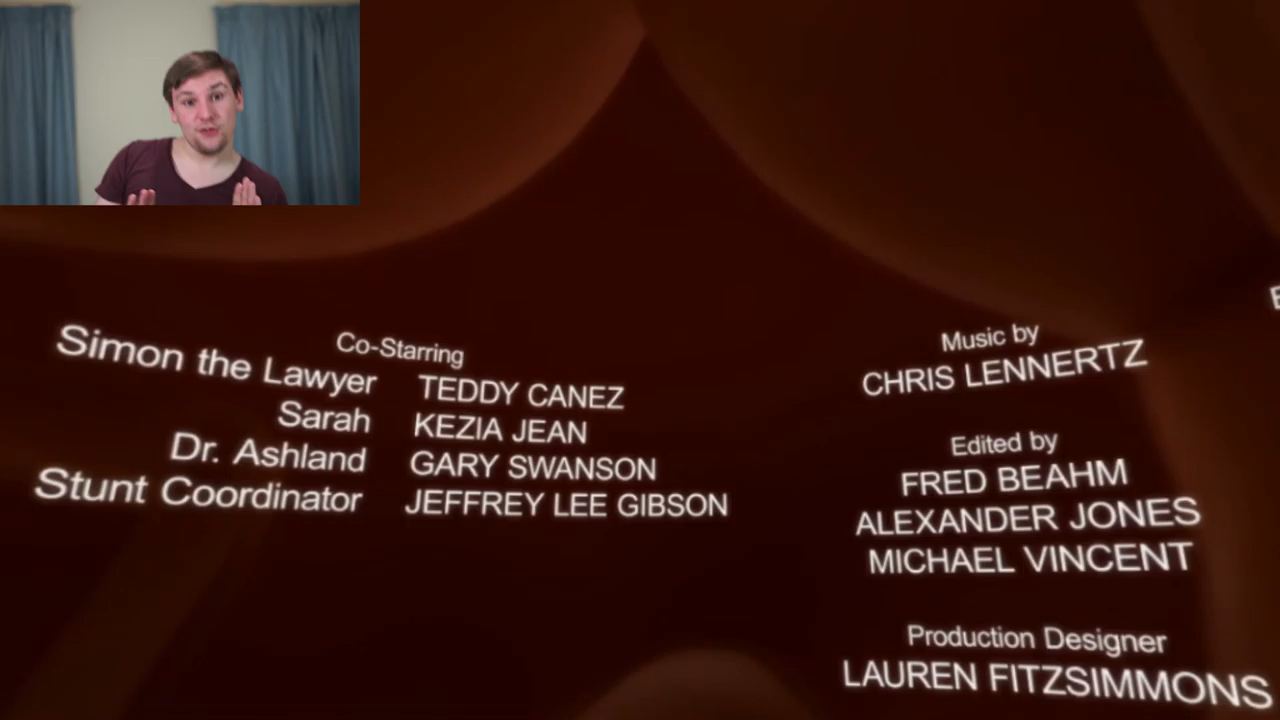 Co-Starring
Simon the Lawyer TEDDY CANEZ
Sarah KEZIA JEAN
Dr. Ashland GARY SWANSON
Stunt Coordinator JEFFREY LEE GIBSON
Music by
CHRIS LENNERTZ
Edited by
FRED BEAHM
ALEXANDER JONES
MICHAEL VINCENT
Production Designer
LAUREN FITZSIMMONS